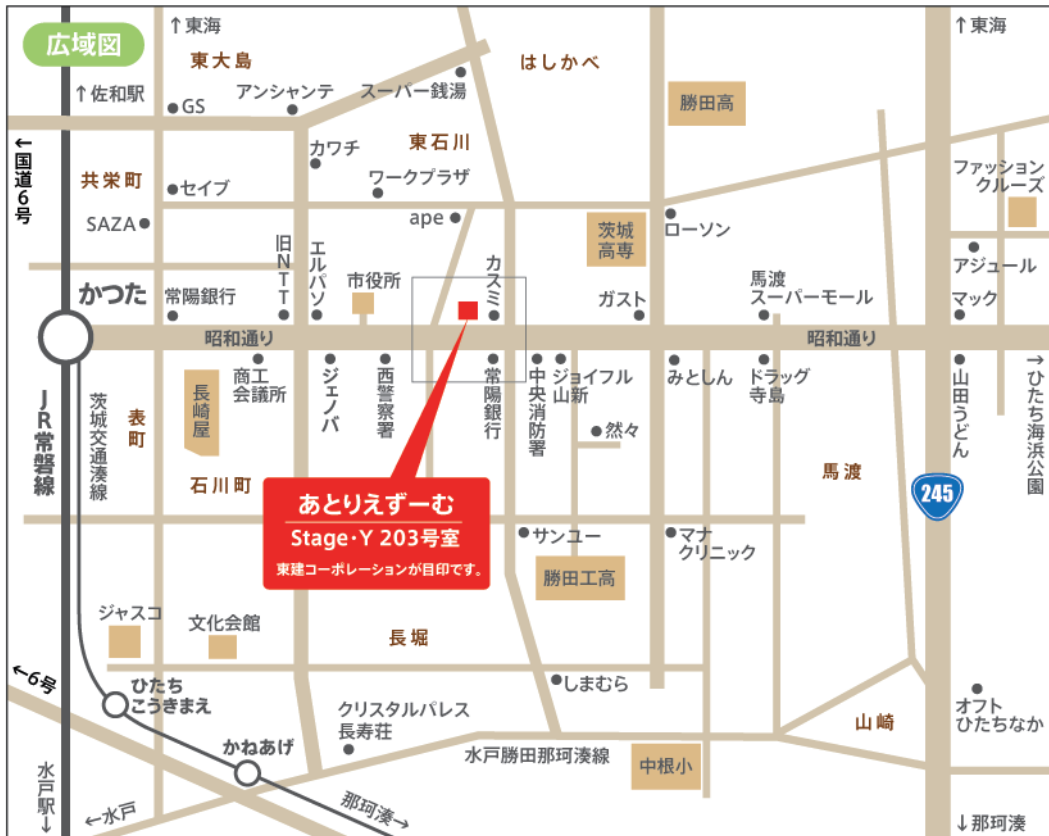 広域図
↑東海
東大島
はしかべ
↑東海
↑佐和駅
GS
アンシャンテ
スーパー銭湯
勝田高
←国道6号
東石川
カワチ
共栄町
セイブ
ワークプラザ
ファッション
クルーズ
SAZA
ape
茨城
高専
ローソン
旧NTT
エルパソ
市役所
カスミ
アジュール
かつた
常陽銀行
ガスト
馬渡
スーパーモール
マック
昭和通り
昭和通り
商工
会議所
ジェノバ
西警察署
常陽銀行
中央消防署
ジョイフル
山新
みとしん
ドラッグ
寺島
山田うどん
→ひたち海浜公園
JR常磐線
茨城交通湊線
表町
長崎屋
然々
石川町
馬渡
245
あとりえずーむ
Stage・Y 203号室
東建コーポレーションが目印です。
サンユー
マナ
クリニック
勝田工高
ジャスコ
文化会館
長堀
←6号
ひたち
こうきまえ
しまむら
クリスタルパレス
長寿荘
山崎
オフト
ひたちなか
かねあげ
水戸勝田那珂湊線
中根小
水戸駅↓
←水戸
那珂湊→
↓那珂湊